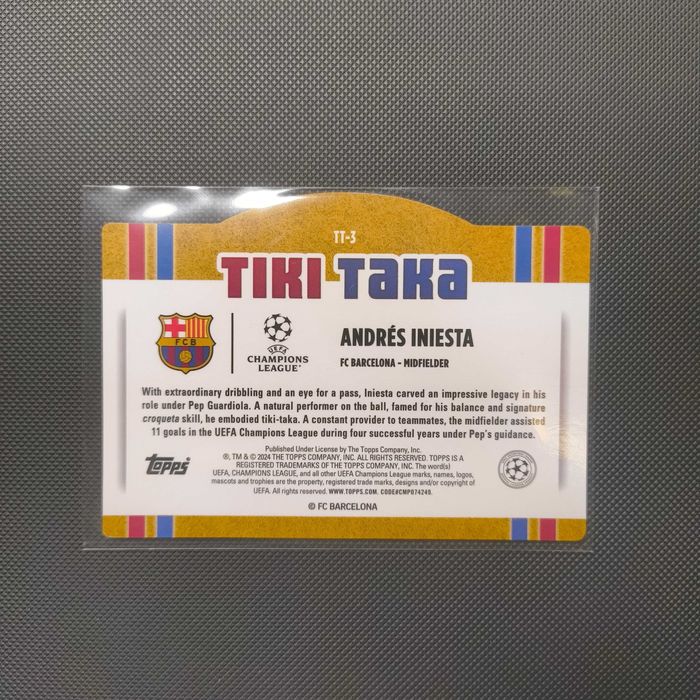 TT-3
TIKI TAKA
FCB
UEFA
CHAMPIONS
LEAGUE®
ANDRÉS INIESTA
FC BARCELONA – MIDFIELDER
With extraordinary dribbling and an eye for a pass, Iniesta carved an impressive legacy in his
role under Pep Guardiola. A natural performer on the ball, famed for his balance and signature
croqueta skill, he embodied tiki-taka. A constant provider to teammates, the midfielder assisted
11 goals in the UEFA Champions League during four successful years under Pep's guidance.
Topps®
Published Under License by The Topps Company, Inc.
®, TM & © 2024 THE TOPPS COMPANY, INC. ALL RIGHTS RESERVED. TOPPS IS A
REGISTERED TRADEMARKS OF THE TOPPS COMPANY, INC. The word(s)
UEFA, CHAMPIONS LEAGUE, and all other UEFA Champions League marks, names, logos,
mascots and trophies are the property, registered trade marks, designs and/or copyright of
UEFA. All rights reserved. WWW.TOPPS.COM. CODE#CMP074249.
© FC BARCELONA